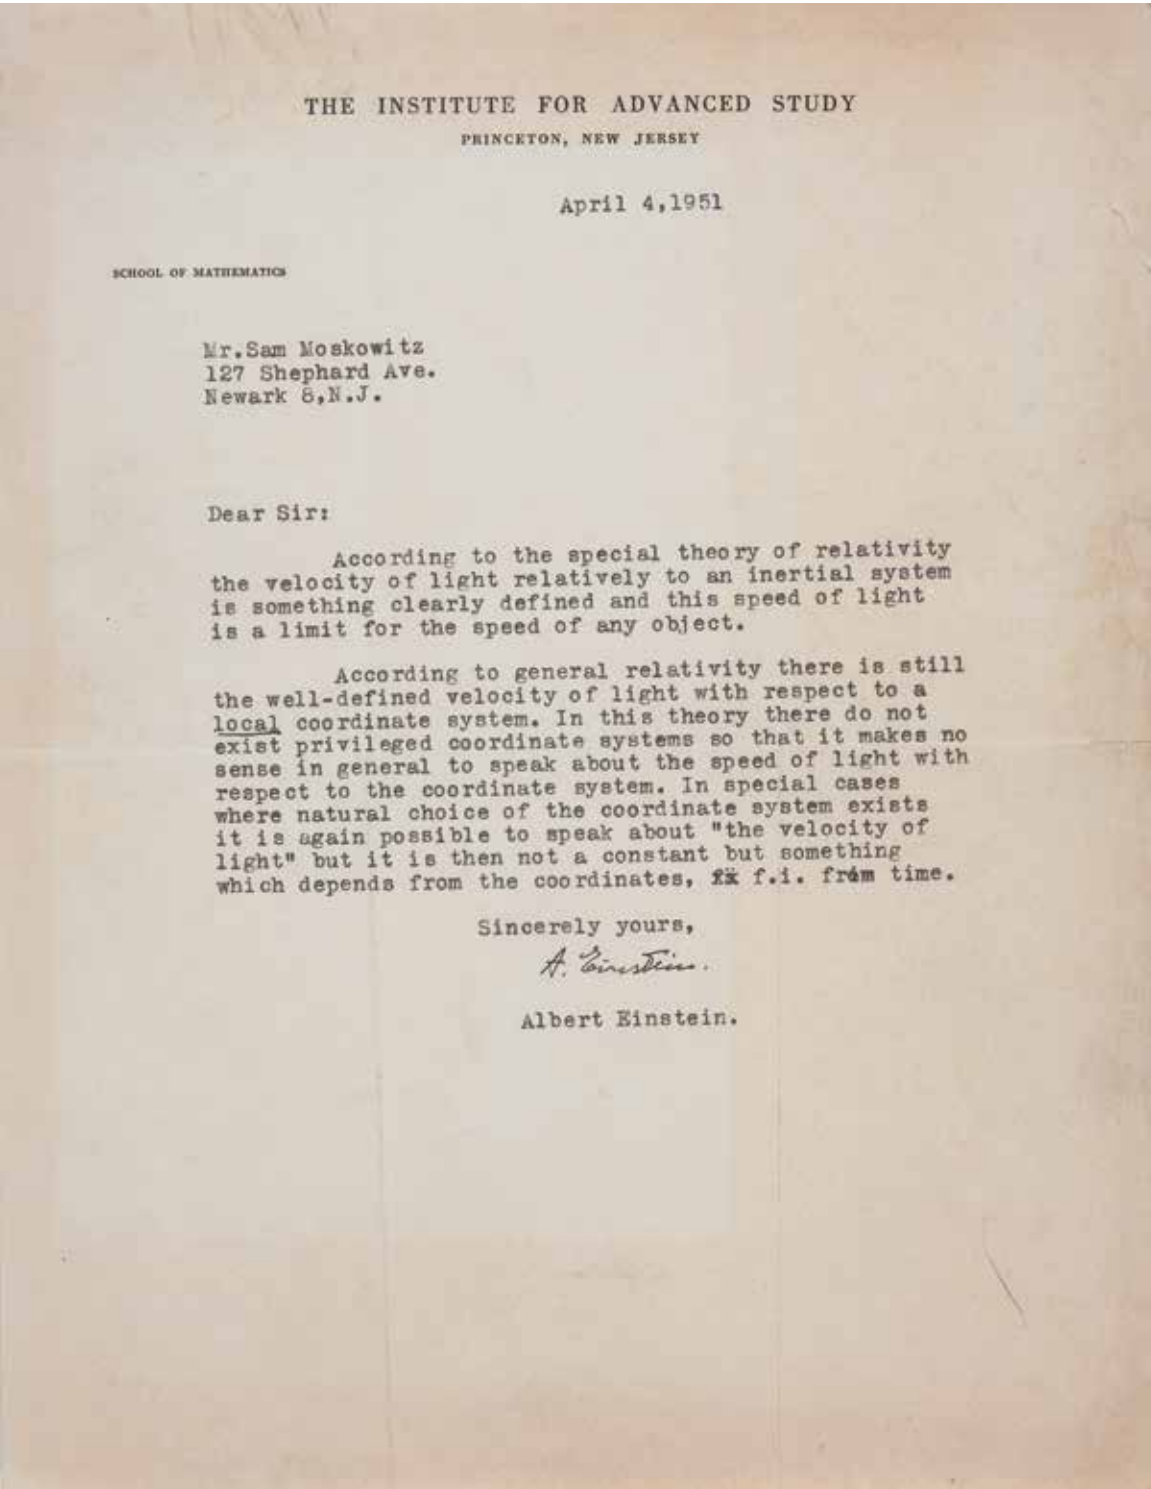 THE INSTITUTE FOR ADVANCED STUDY
PRINCETON, NEW JERSEY
April 4,1951
SCHOOL OF MATHEMATICS
Mr.Sam Moskowitz
127 Shephard Ave.
Newark 8,N.J.
Dear Sir:
According to the special theory of relativity
the velocity of light relatively to an inertial system
is something clearly defined and this speed of light
is a limit for the speed of any object.
According to general relativity there is still
the well-defined velocity of light with respect to a
local coordinate system. In this theory there do not
exist privileged coordinate systems so that it makes no
sense in general to speak about the speed of light with
respect to the coordinate system. In special cases
where natural choice of the coordinate system exists
it is again possible to speak about "the velocity of
light" but it is then not a constant but something
which depends from the coordinates, f.i. from time.
Sincerely yours,
A. Einstein.
Albert Einstein.